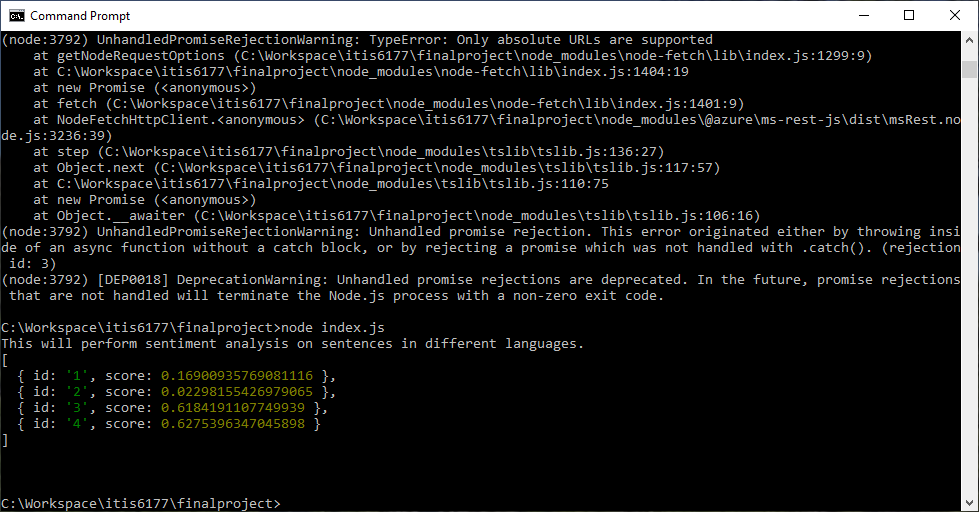 Command Prompt
(node:3792) UnhandledPromiseRejectionWarning: TypeError: Only absolute URLs are supported
    at getNodeRequestOptions (C:\Workspace\itis6177\finalproject\node_modules\node-fetch\lib\index.js:1299:9)
    at C:\Workspace\itis6177\finalproject\node_modules\node-fetch\lib\index.js:1404:19
    at new Promise (<anonymous>)
    at fetch (C:\Workspace\itis6177\finalproject\node_modules\node-fetch\lib\index.js:1401:9)
    at NodeFetchHttpClient.<anonymous> (C:\Workspace\itis6177\finalproject\node_modules\@azure\ms-rest-js\dist\msRest.no
de.js:3236:39)
    at step (C:\Workspace\itis6177\finalproject\node_modules\tslib\tslib.js:136:27)
    at Object.next (C:\Workspace\itis6177\finalproject\node_modules\tslib\tslib.js:117:57)
    at C:\Workspace\itis6177\finalproject\node_modules\tslib\tslib.js:110:75
    at new Promise (<anonymous>)
    at Object.__awaiter (C:\Workspace\itis6177\finalproject\node_modules\tslib\tslib.js:106:16)
(node:3792) UnhandledPromiseRejectionWarning: Unhandled promise rejection. This error originated either by throwing insi
de of an async function without a catch block, or by rejecting a promise which was not handled with .catch(). (rejection
 id: 3)
(node:3792) [DEP0018] DeprecationWarning: Unhandled promise rejections are deprecated. In the future, promise rejections
 that are not handled will terminate the Node.js process with a non-zero exit code.
C:\Workspace\itis6177\finalproject>node index.js
This will perform sentiment analysis on sentences in different languages.
[
  { id: '1', score: 0.16900935769081116 },
  { id: '2', score: 0.02298155426979065 },
  { id: '3', score: 0.6184191107749939 },
  { id: '4', score: 0.6275396347045898 }
]
C:\Workspace\itis6177\finalproject>